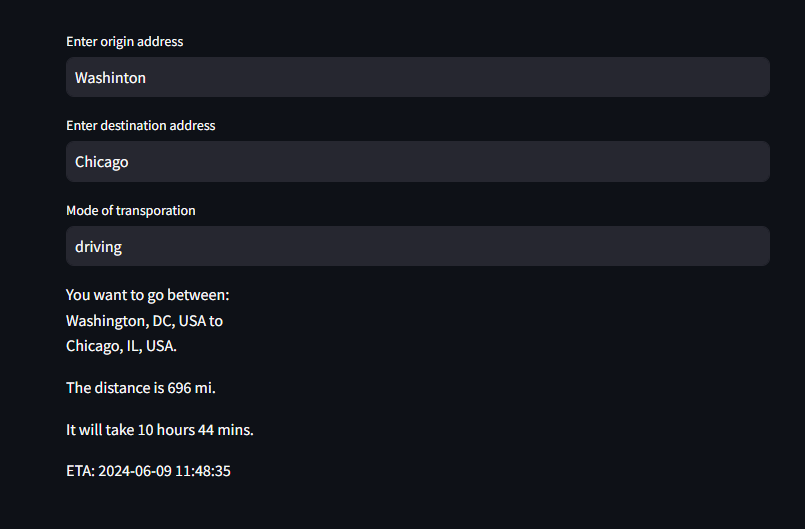 Enter origin address
Washinton
Enter destination address
Chicago
Mode of transporation
driving
You want to go between:
Washington, DC, USA to
Chicago, IL, USA.
The distance is 696 mi.
It will take 10 hours 44 mins.
ETA: 2024-06-09 11:48:35